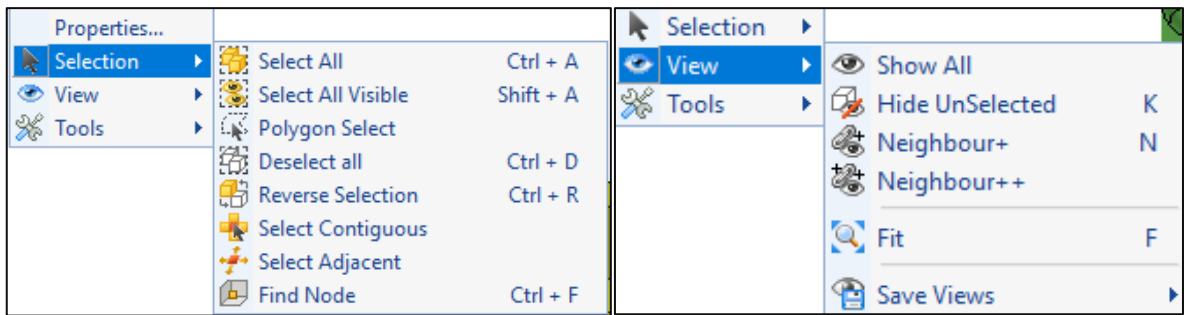 Properties...
Selection
View
Tools
Select All Ctrl + A
Select All Visible Shift + A
Polygon Select
Deselect all Ctrl + D
Reverse Selection Ctrl + R
Select Contiguous
Select Adjacent
Find Node Ctrl + F
Selection
View
Tools
Show All
Hide UnSelected K
Neighbour+ N
Neighbour++
Fit F
Save Views